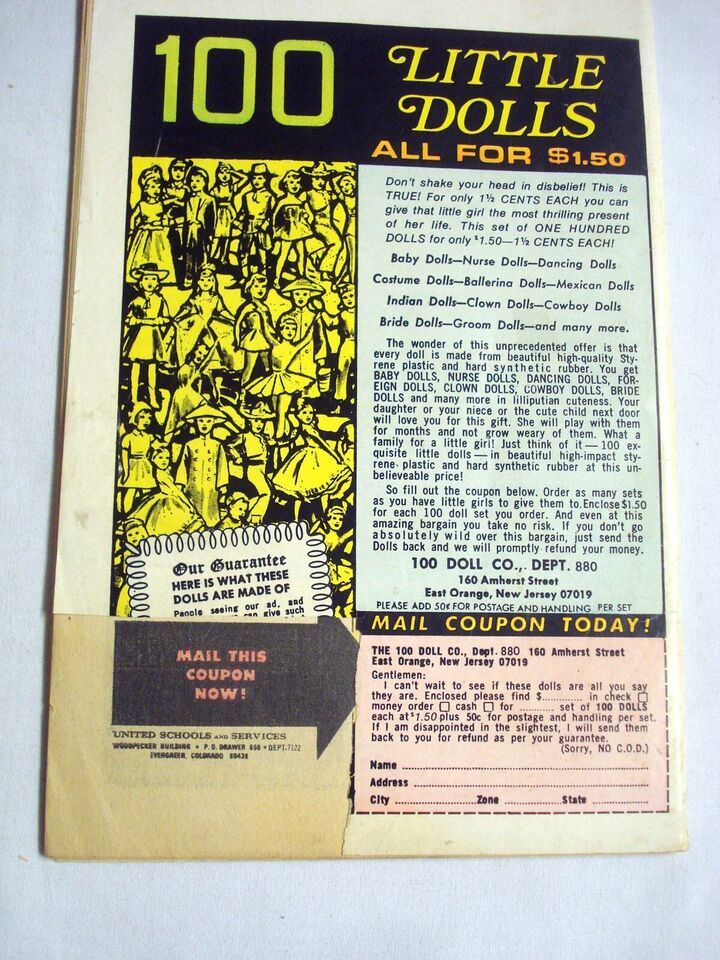 100
LITTLE
DOLLS
ALL FOR $1.50
Don't shake your head in disbelief! This is
TRUE! For only 1½ CENTS EACH you can
give that little girl the most thrilling present
of her life. This set of ONE HUNDRED
DOLLS for only $1.50—1½ CENTS EACH!
Baby Dolls—Nurse Dolls—Dancing Dolls
Costume Dolls—Ballerina Dolls—Mexican Dolls
Indian Dolls—Clown Dolls—Cowboy Dolls
Bride Dolls—Groom Dolls—and many more.
The wonder of this unprecedented offer is that
every doll is made from beautiful high-quality Sty-
rene plastic and hard synthetic rubber. You get
BABY DOLLS, NURSE DOLLS, DANCING DOLLS, FOR-
EIGN DOLLS, CLOWN DOLLS, COWBOY DOLLS, BRIDE
DOLLS and many more in lilliputian cuteness. Your
daughter or your niece or the cute child next door
will love you for this gift. She will play with them
for months and not grow weary of them. What a
family for a little girl! Just think of it — 100 ex-
quisite little dolls — in beautiful high-impact sty-
rene plastic and hard synthetic rubber at this un-
believeable price!
So fill out the coupon below. Order as many sets
as you have little girls to give them to. Enclose $1.50
for each 100 doll set you order. And even at this
amazing bargain you take no risk. If you don't go
absolutely wild over this bargain, just send the
Dolls back and we will promptly refund your money.
100 DOLL CO., DEPT. 880
160 Amherst Street
East Orange, New Jersey 07019
PLEASE ADD 50¢ FOR POSTAGE AND HANDLING PER SET
Our Guarantee
HERE IS WHAT THESE
DOLLS ARE MADE OF
People seeing our ad, and
can give such
MAIL COUPON TODAY!
THE 100 DOLL CO., Dept. 880 160 Amherst Street
East Orange, New Jersey 07019
Gentlemen:
I can't wait to see if these dolls are all you say
they are. Enclosed please find $............ in check □
money order □ cash □ for ............ set of 100 DOLLS
each at $1.50 plus 50c for postage and handling per set.
If I am disappointed in the slightest, I will send them
back to you for refund as per your guarantee.
(Sorry, NO C.O.D.)
Name ............
Address ............
City ............ Zone ............ State ............
MAIL THIS
COUPON
NOW!
UNITED SCHOOLS AND SERVICES
WOODPECKER BUILDING • P.O. DRAWER 550 • DEPT-7122
EVERGREEN, COLORADO 80439